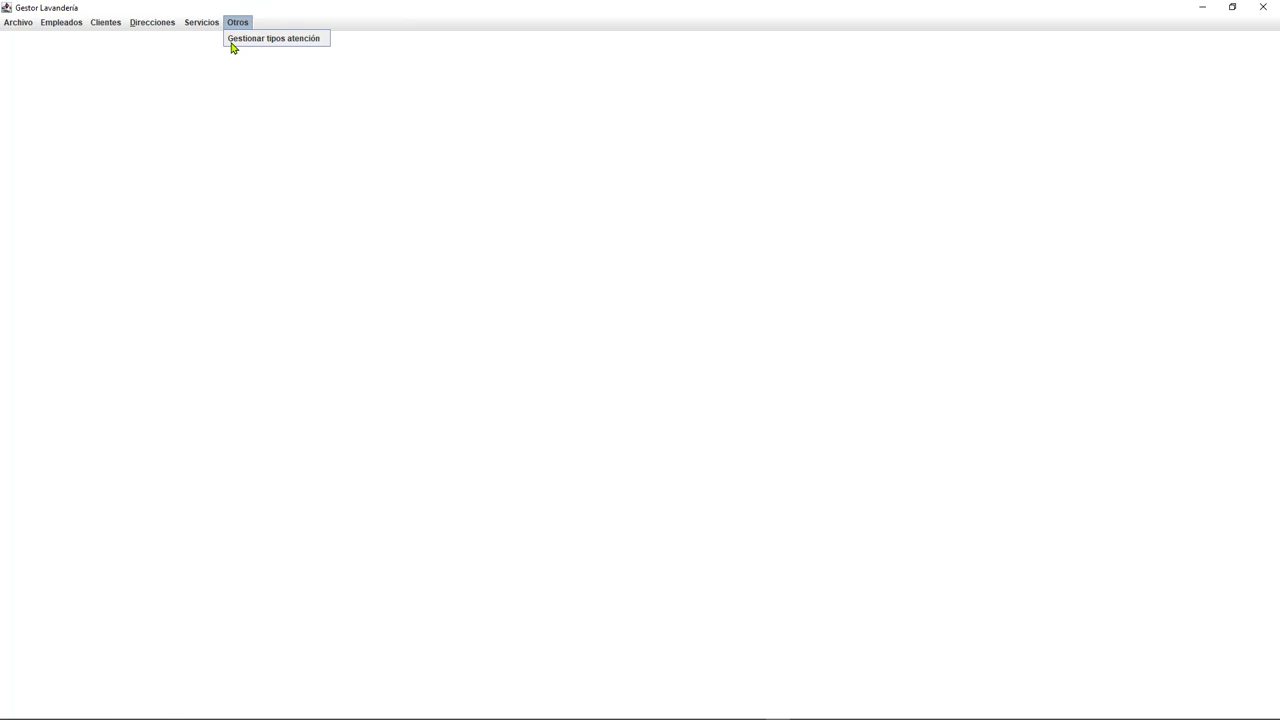 Gestor Lavandería
Archivo Empleados Clientes Direcciones Servicios Otros
Gestionar tipos atención